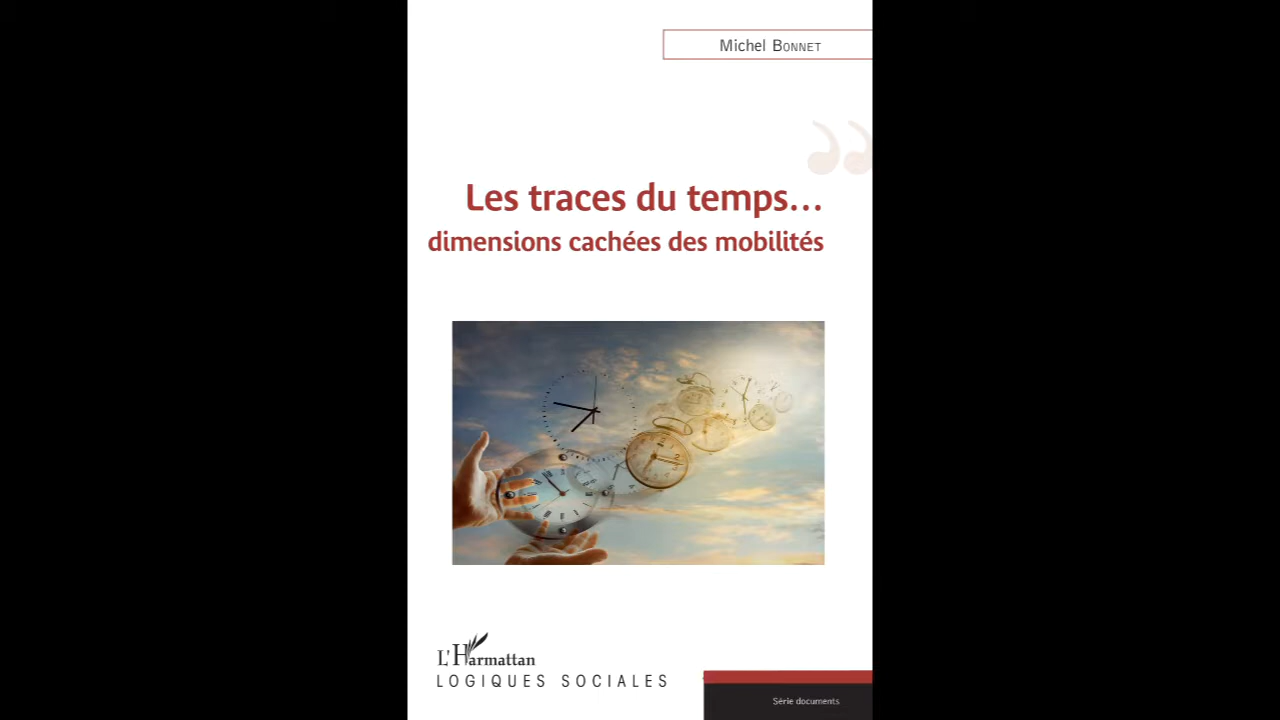 Michel BONNET
Les traces du temps…
dimensions cachées des mobilités
L'Harmattan
LOGIQUES SOCIALES
Série documents